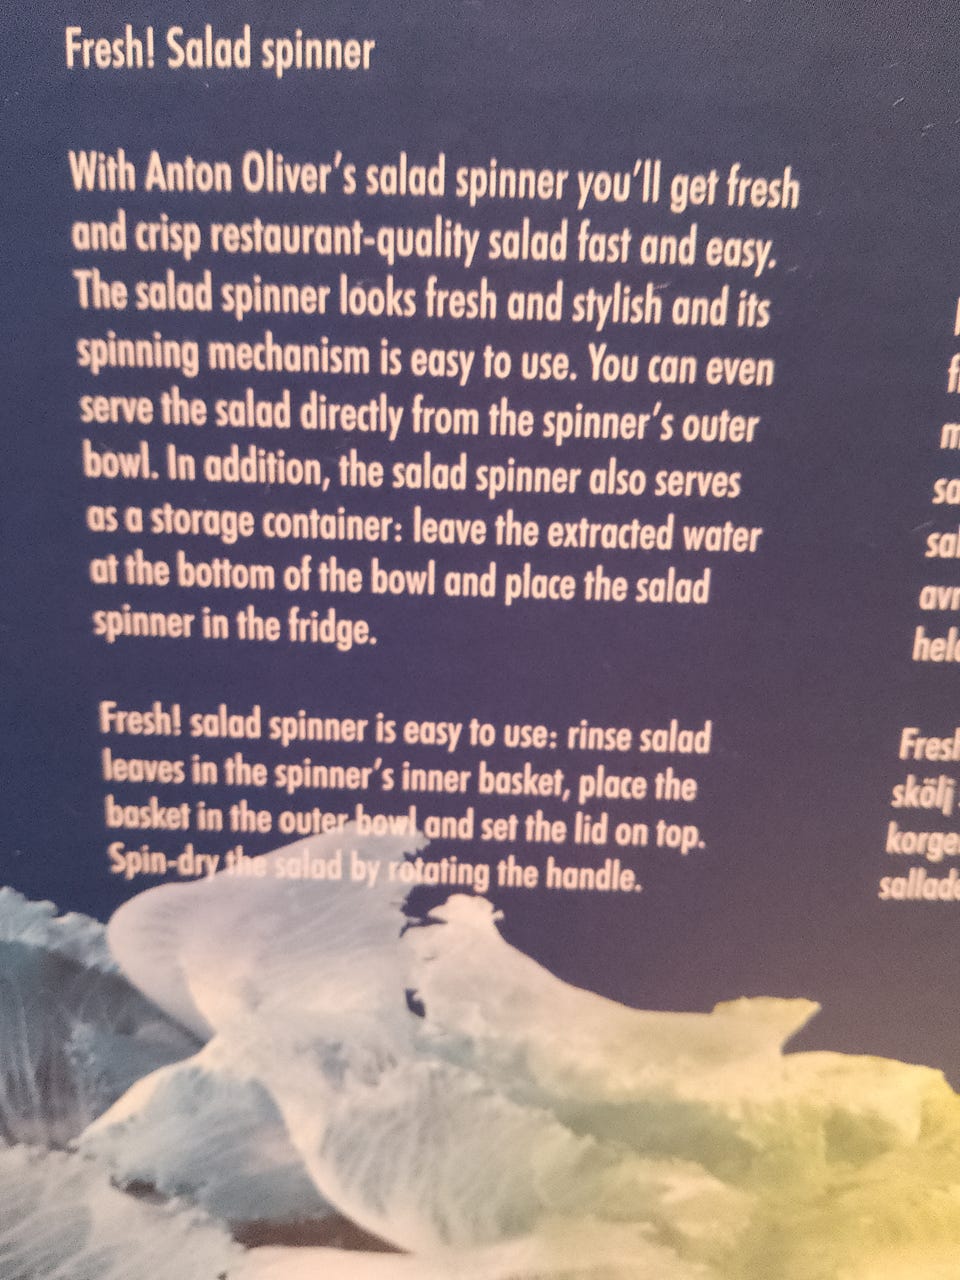 Fresh! Salad spinner
With Anton Oliver's salad spinner you'll get fresh
and crisp restaurant-quality salad fast and easy.
The salad spinner looks fresh and stylish and its
spinning mechanism is easy to use. You can even
serve the salad directly from the spinner's outer
bowl. In addition, the salad spinner also serves
as a storage container: leave the extracted water
at the bottom of the bowl and place the salad
spinner in the fridge.
Fresh! salad spinner is easy to use: rinse salad
leaves in the spinner's inner basket, place the
basket in the outer bowl and set the lid on top.
Spin-dry the salad by rotating the handle.
skölj